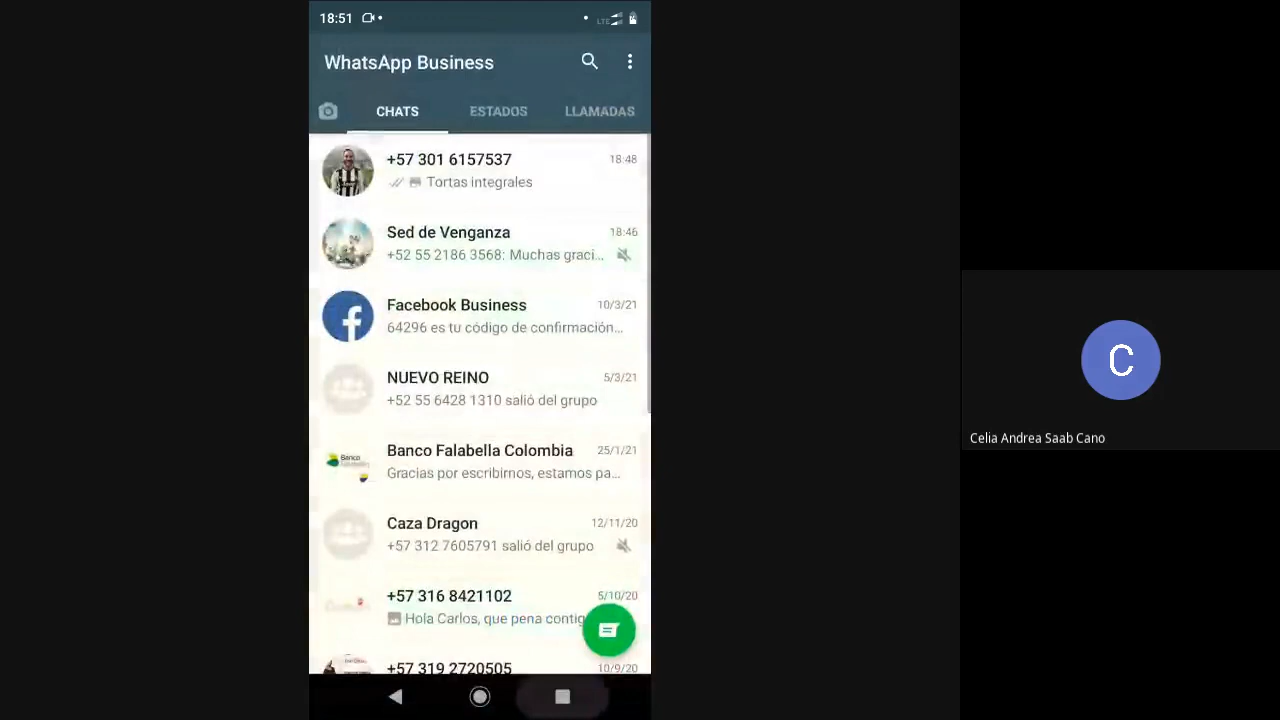 18:51
LTE
WhatsApp Business
CHATS ESTADOS LLAMADAS
+57 301 6157537 18:48
Tortas integrales
Sed de Venganza 18:46
+52 55 2186 3568: Muchas graci...
Facebook Business 10/3/21
64296 es tu código de confirmación...
NUEVO REINO 5/3/21
+52 55 6428 1310 salió del grupo
Banco Falabella Colombia 25/1/21
Gracias por escribirnos, estamos pa...
Banco Falabella
Caza Dragon 12/11/20
+57 312 7605791 salió del grupo
+57 316 8421102 5/10/20
Hola Carlos, que pena contig
+57 319 2720505 10/9/20
C
Celia Andrea Saab Cano